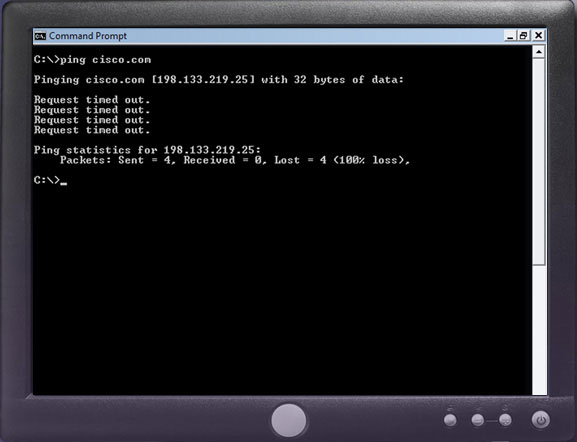 C:\ Command Prompt
C:\>ping cisco.com
Pinging cisco.com [198.133.219.25] with 32 bytes of data:
Request timed out.
Request timed out.
Request timed out.
Request timed out.
Ping statistics for 198.133.219.25:
    Packets: Sent = 4, Received = 0, Lost = 4 (100% loss),
C:\>_